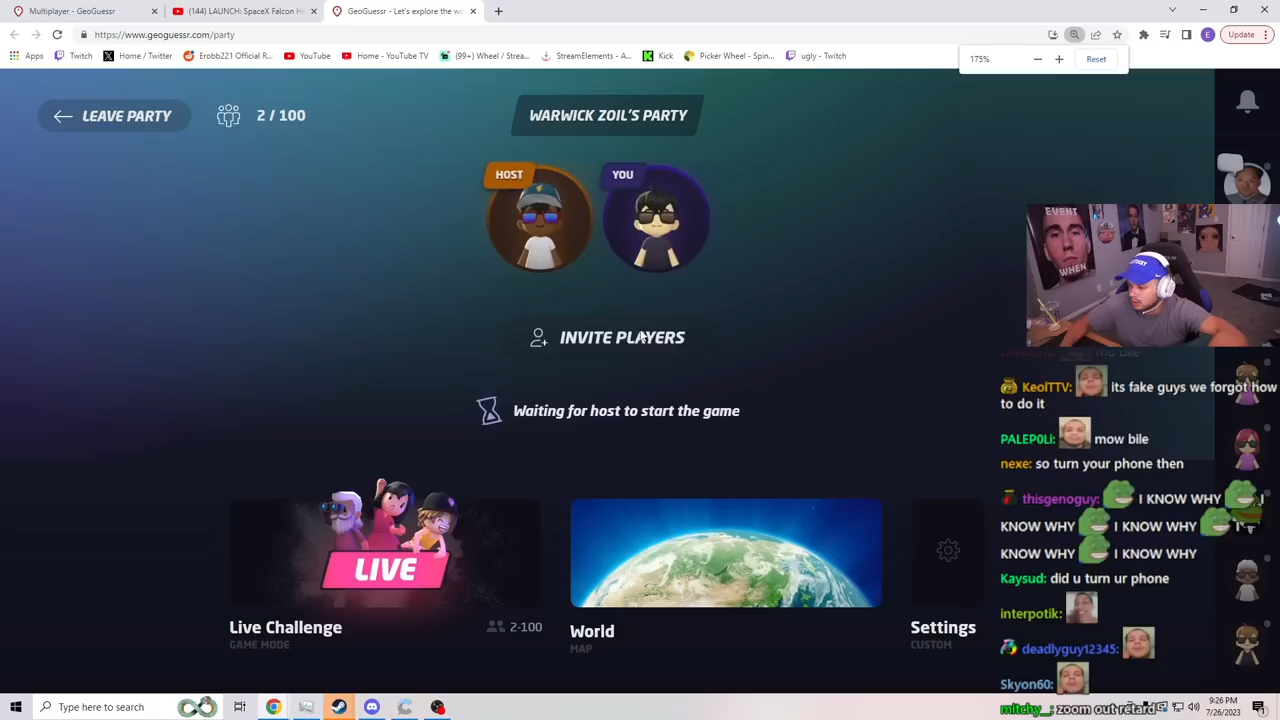 Multiplayer - GeoGuessr
(144) LAUNCH: SpaceX Falcon He
GeoGuessr - Let's explore the wo
https://www.geoguessr.com/party
E
Update
Apps
Twitch
Home / Twitter
Erobb221 Official R...
YouTube
Home - YouTube TV
(99+) Wheel / Strea...
StreamElements - A...
Kick
Picker Wheel - Spin...
ugly - Twitch
175%
Reset
LEAVE PARTY
2 / 100
WARWICK ZOIL'S PARTY
HOST
YOU
EVENT
WHEN
INVITE PLAYERS
Waiting for host to start the game
LIVE
Live Challenge
2-100
GAME MODE
World
MAP
Settings
CUSTOM
KeolTTV: its fake guys we forgot how
to do it
PALEP0Li: mow bile
nexe: so turn your phone then
thisgenoguy: I KNOW WHY I
KNOW WHY I KNOW WHY I
KNOW WHY I KNOW WHY
Kaysud: did u turn ur phone
interpotik:
deadlyguy12345:
Skyon60:
mitchy_: zoom out retard
Type here to search
9:26 PM
7/26/2023